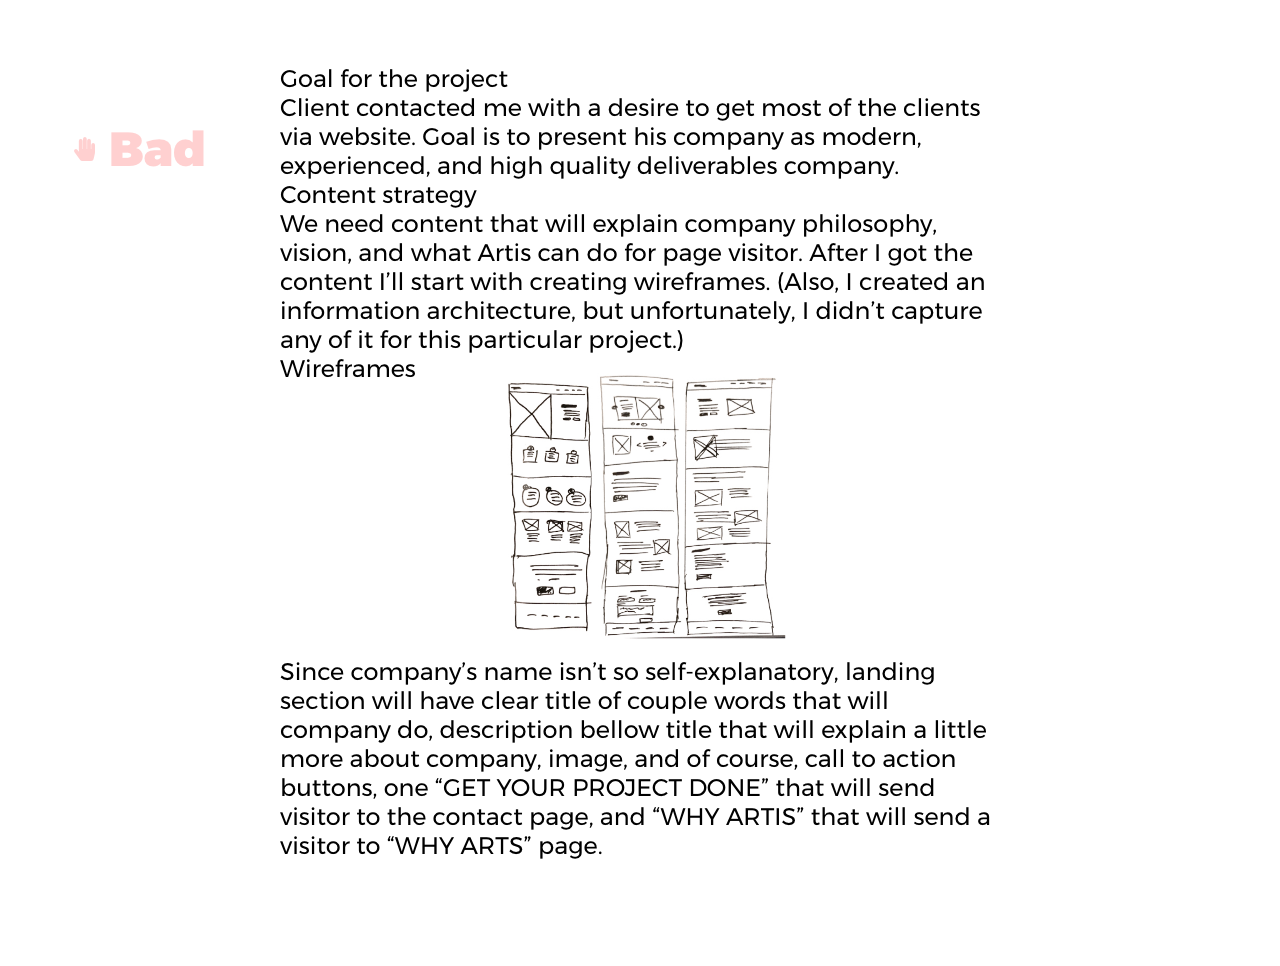 Goal for the project
Client contacted me with a desire to get most of the clients
via website. Goal is to present his company as modern,
experienced, and high quality deliverables company.
Bad
Content strategy
We need content that will explain company philosophy,
vision, and what Artis can do for page visitor. After I got the
content I’ll start with creating wireframes. (Also, I created an
information architecture, but unfortunately, I didn’t capture
any of it for this particular project.)
Wireframes
Since company’s name isn’t so self-explanatory, landing
section will have clear title of couple words that will
company do, description bellow title that will explain a little
more about company, image, and of course, call to action
buttons, one “GET YOUR PROJECT DONE” that will send
visitor to the contact page, and “WHY ARTIS” that will send a
visitor to “WHY ARTS” page.